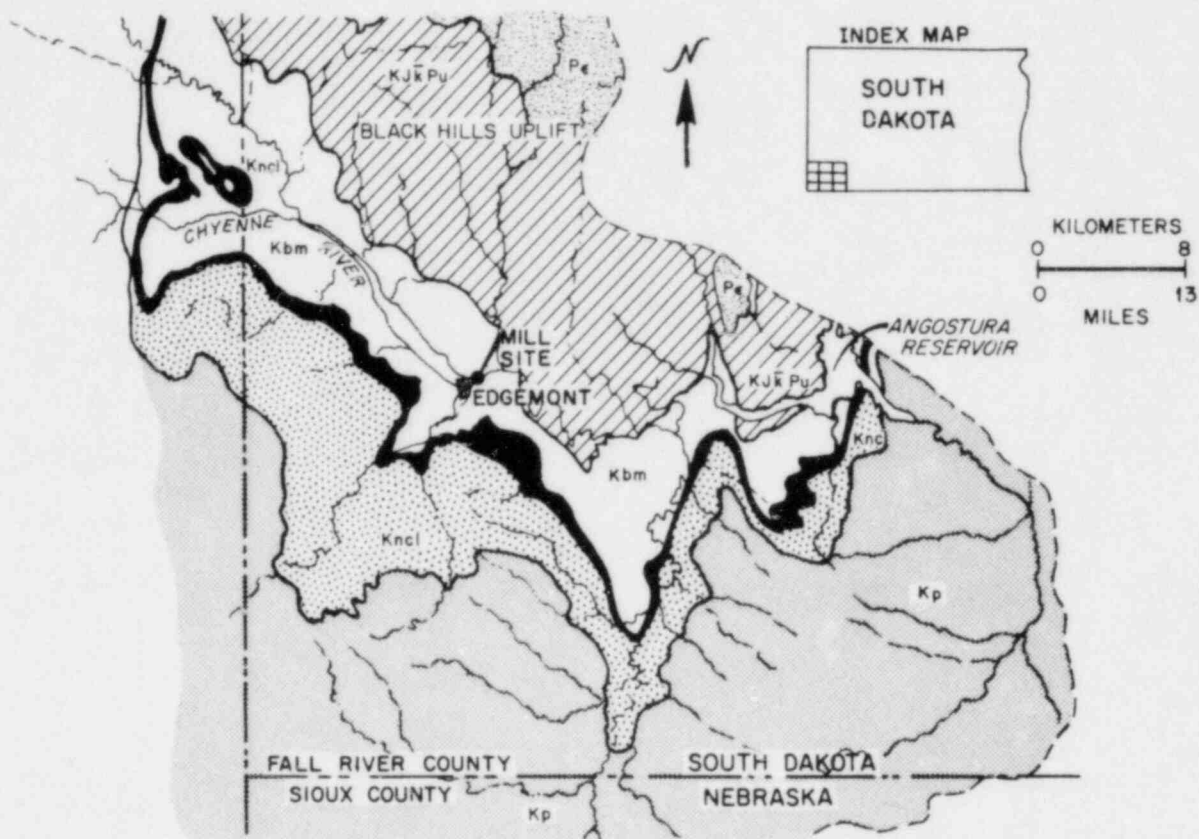 INDEX MAP
SOUTH
DAKOTA
N
KJk̄Pu
P€
BLACK HILLS UPLIFT
Kncl
CHYENNE
RIVER
Kbm
KILOMETERS
0 8
0 13
MILES
P€
MILL
SITE
EDGEMONT
ANGOSTURA
RESERVOIR
KJk̄Pu
Knc
Kbm
Kncl
Kp
FALL RIVER COUNTY
SOUTH DAKOTA
SIOUX COUNTY
NEBRASKA
Kp